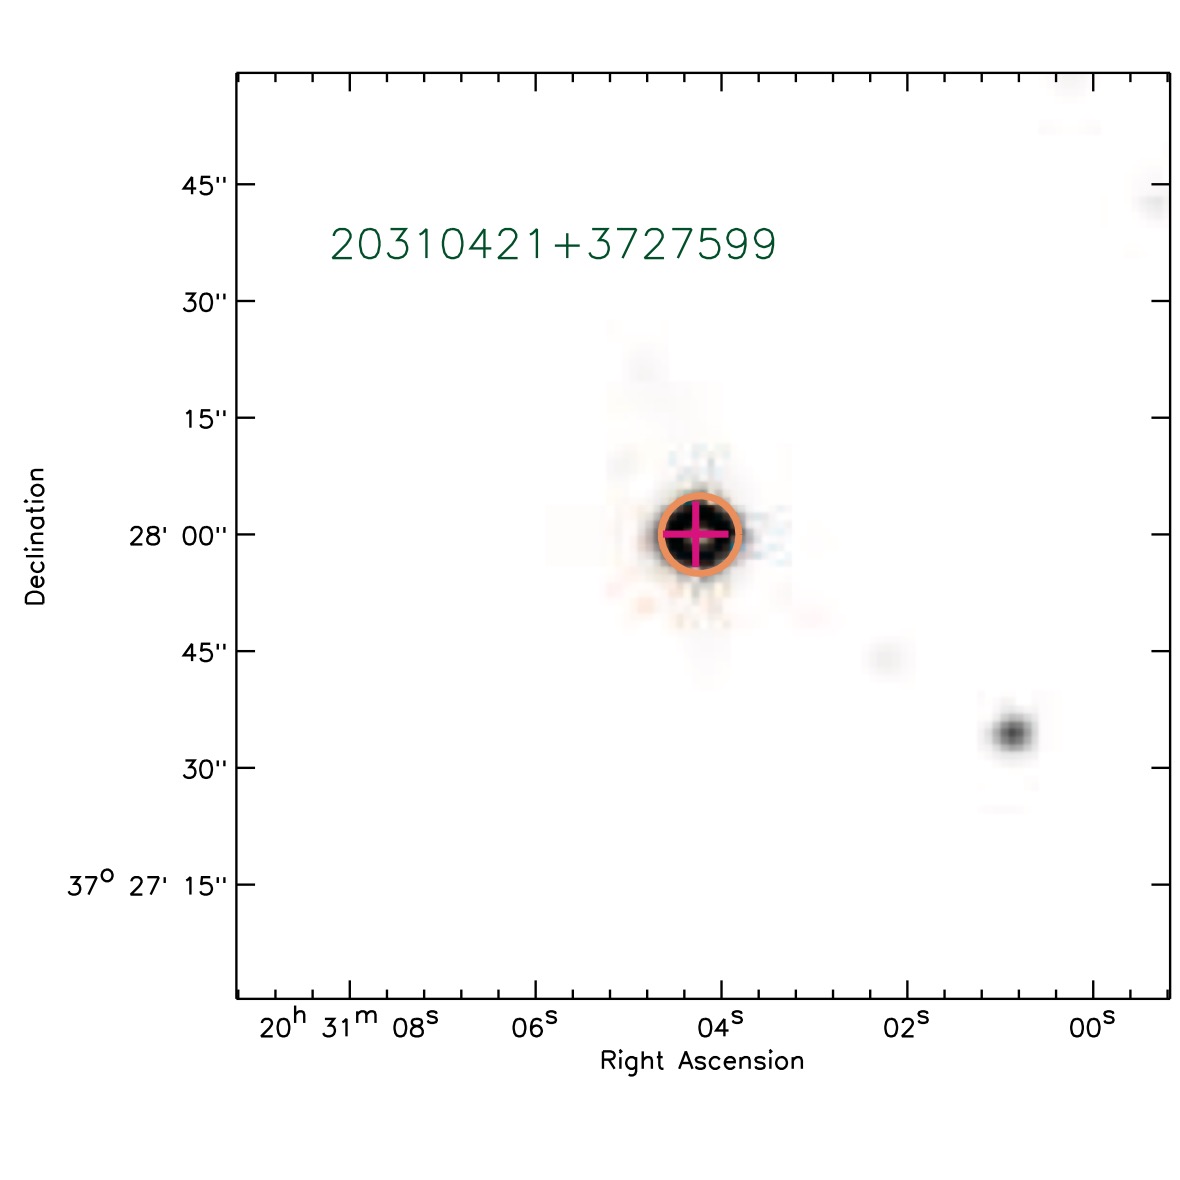 20310421+3727599
45"
30"
15"
28' 00"
45"
30"
37° 27' 15"
Declination
20ʰ 31ᵐ 08ˢ 06ˢ 04ˢ 02ˢ 00ˢ
Right Ascension